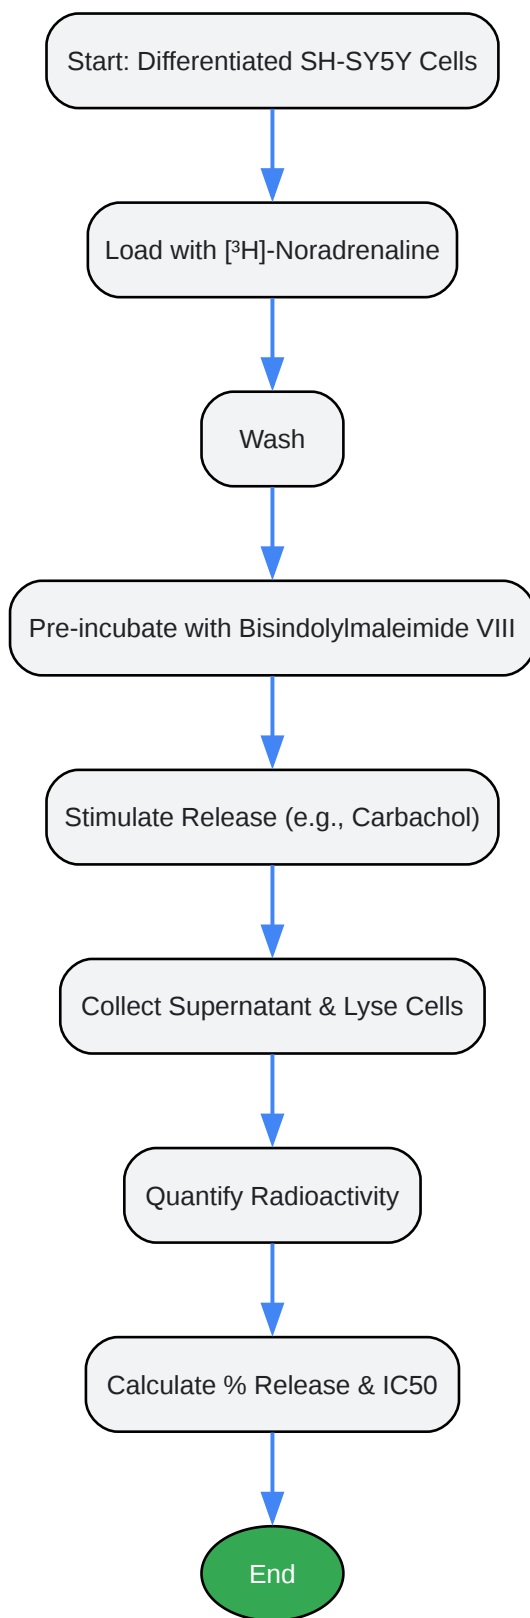 Start: Differentiated SH-SY5Y Cells
Load with [³H]-Noradrenaline
Wash
Pre-incubate with Bisindolylmaleimide VIII
Stimulate Release (e.g., Carbachol)
Collect Supernatant & Lyse Cells
Quantify Radioactivity
Calculate % Release & IC50
End